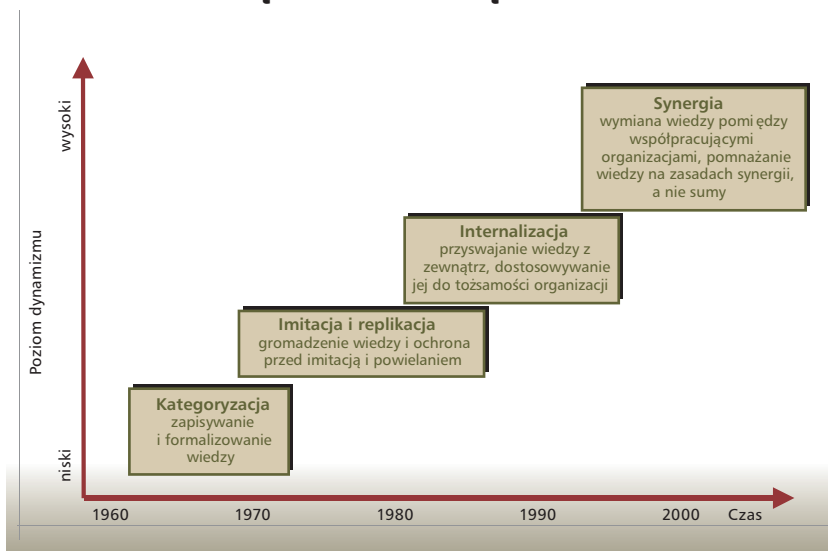 wysoki
Synergia
wymiana wiedzy pomiędzy
współpracującymi
organizacjami, pomnażanie
wiedzy na zasadach synergii,
a nie sumy
Internalizacja
przyswajanie wiedzy z
zewnątrz, dostosowywanie
jej do tożsamości organizacji
Poziom dynamizmu
Imitacja i replikacja
gromadzenie wiedzy i ochrona
przed imitacją i powielaniem
Kategoryzacja
zapisywanie
i formalizowanie
wiedzy
niski
1960 1970 1980 1990 2000 Czas